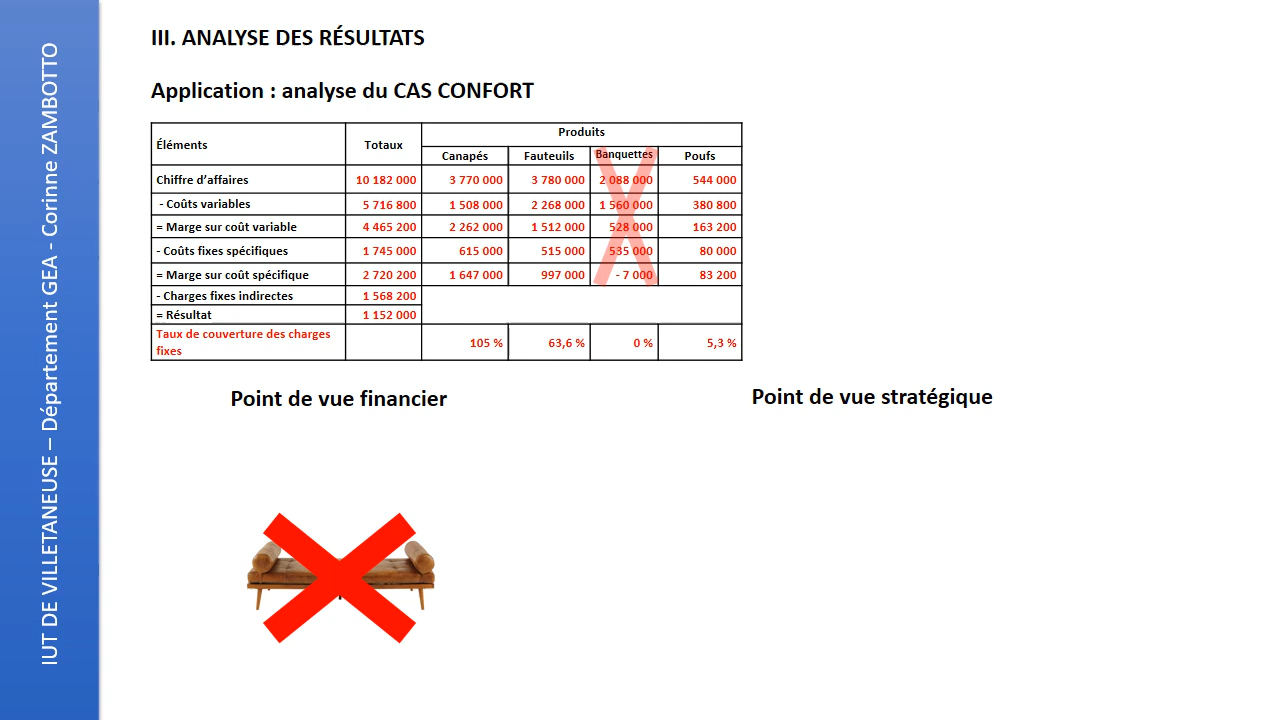 IUT DE VILLETANEUSE – Département GEA - Corinne ZAMBOTTO
III. ANALYSE DES RÉSULTATS
Application : analyse du CAS CONFORT
Éléments Totaux Produits
Canapés Fauteuils Banquettes Poufs
Chiffre d’affaires 10 182 000 3 770 000 3 780 000 2 088 000 544 000
- Coûts variables 5 716 800 1 508 000 2 268 000 1 560 000 380 800
= Marge sur coût variable 4 465 200 2 262 000 1 512 000 528 000 163 200
- Coûts fixes spécifiques 1 745 000 615 000 515 000 535 000 80 000
= Marge sur coût spécifique 2 720 200 1 647 000 997 000 - 7 000 83 200
- Charges fixes indirectes 1 568 200
= Résultat 1 152 000
Taux de couverture des charges
fixes 105 % 63,6 % 0 % 5,3 %
Point de vue financier
Point de vue stratégique